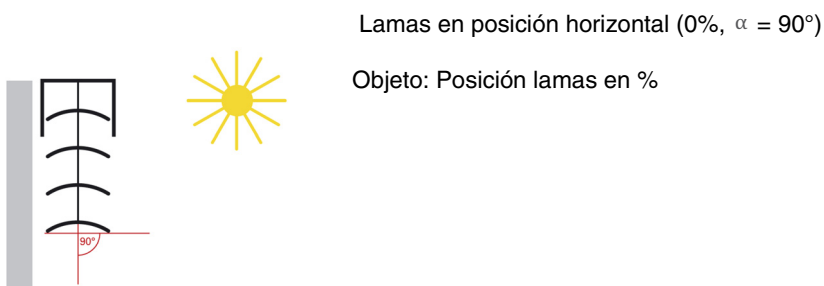 Lamas en posición horizontal (0%, α = 90°)
Objeto: Posición lamas en %
90°